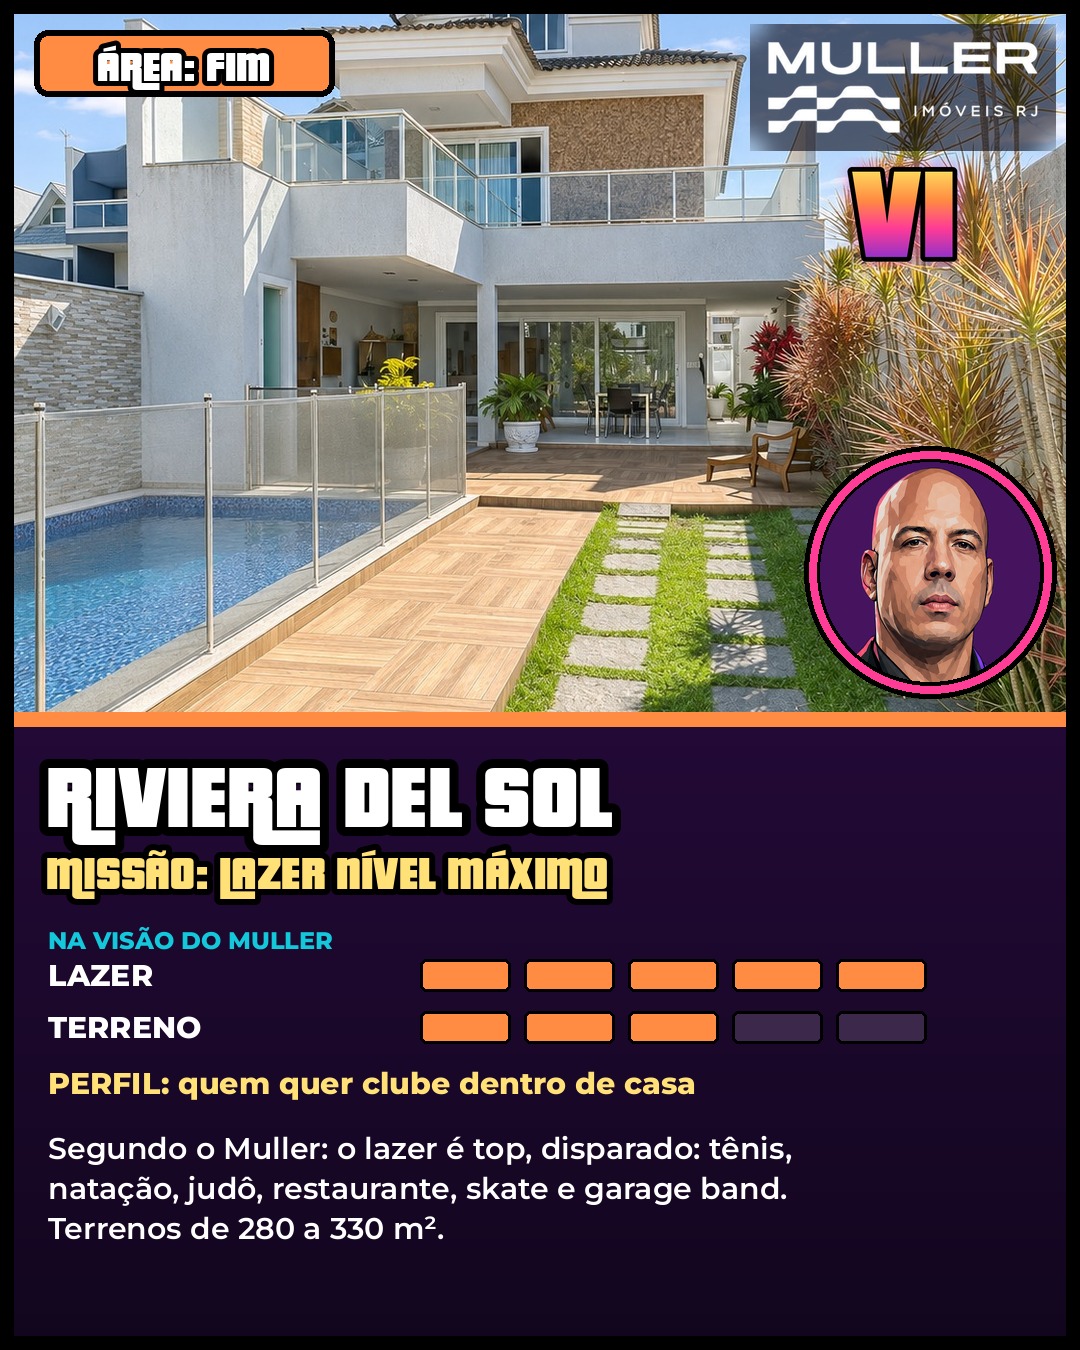 ÁREA: FIM
MULLER
IMÓVEIS RJ
VI
RIVIERA DEL SOL
MISSÃO: LAZER NÍVEL MÁXIMO
NA VISÃO DO MULLER
LAZER
TERRENO
PERFIL: quem quer clube dentro de casa
Segundo o Muller: o lazer é top, disparado: tênis,
natação, judô, restaurante, skate e garage band.
Terrenos de 280 a 330 m².